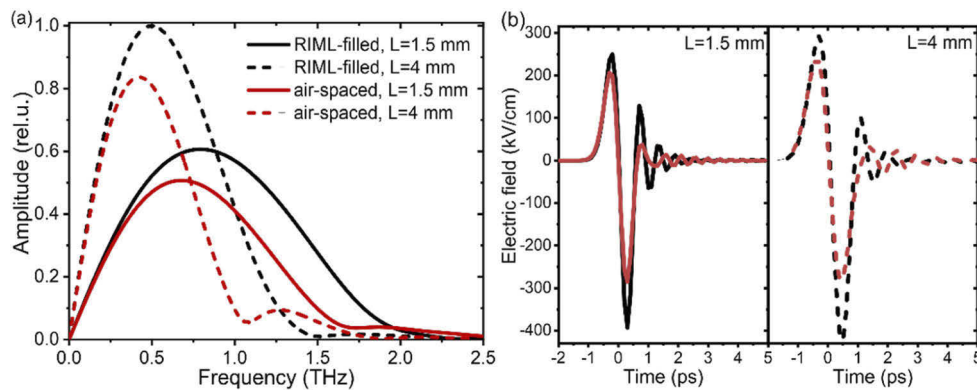 (a)
1.0
0.8
0.6
0.4
0.2
0.0
Amplitude (rel.u.)
RIML-filled, L=1.5 mm
RIML-filled, L=4 mm
air-spaced, L=1.5 mm
air-spaced, L=4 mm
0.0 0.5 1.0 1.5 2.0 2.5
Frequency (THz)
(b)
L=1.5 mm
L=4 mm
300
200
100
0
-100
-200
-300
-400
Electric field (kV/cm)
-2 -1 0 1 2 3 4 5
-1 0 1 2 3 4 5
Time (ps)
Time (ps)